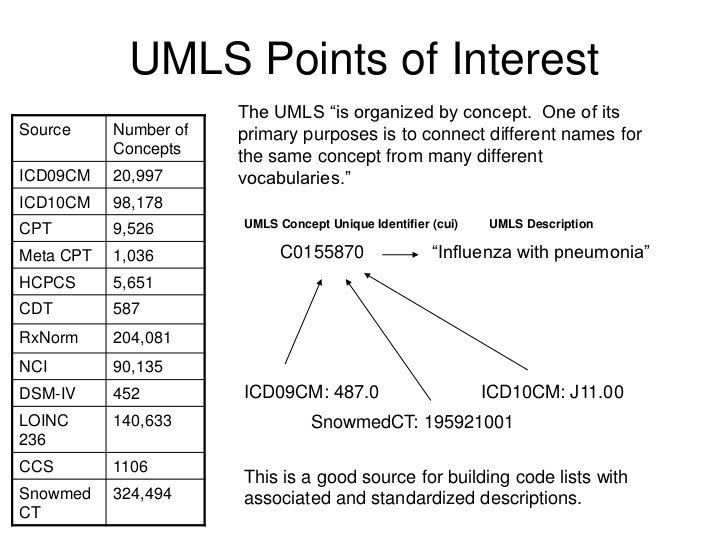 UMLS Points of Interest
Source Number of
Concepts
ICD09CM 20,997
ICD10CM 98,178
CPT 9,526
Meta CPT 1,036
HCPCS 5,651
CDT 587
RxNorm 204,081
NCI 90,135
DSM-IV 452
LOINC 140,633
236
CCS 1106
Snowmed 324,494
CT
The UMLS “is organized by concept. One of its
primary purposes is to connect different names for
the same concept from many different
vocabularies.”
UMLS Concept Unique Identifier (cui) UMLS Description
C0155870 “Influenza with pneumonia”
ICD09CM: 487.0 ICD10CM: J11.00
SnowmedCT: 195921001
This is a good source for building code lists with
associated and standardized descriptions.